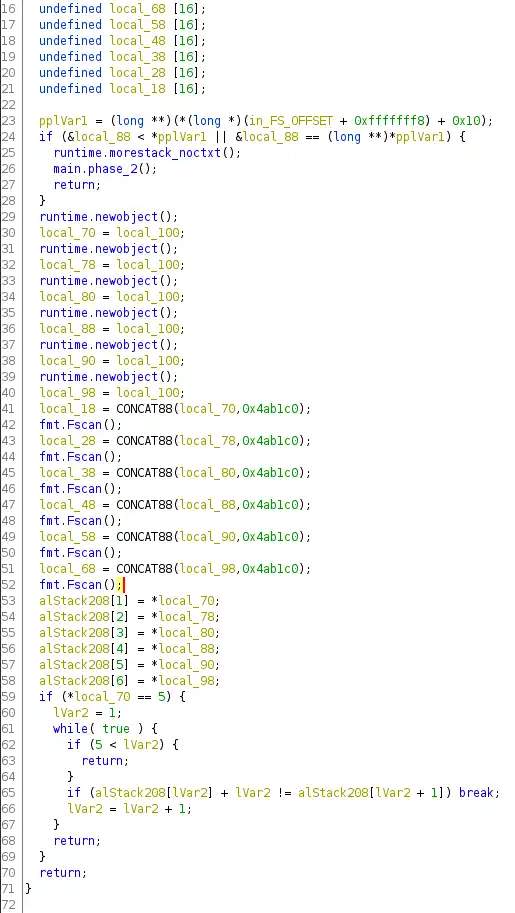 16 undefined local_68 [16];
17 undefined local_58 [16];
18 undefined local_48 [16];
19 undefined local_38 [16];
20 undefined local_28 [16];
21 undefined local_18 [16];
22
23 pplVar1 = (long **)(*(long *)(in_FS_OFFSET + 0xfffffff8) + 0x10);
24 if (&local_88 < *pplVar1 || &local_88 == (long **)*pplVar1) {
25 runtime.morestack_noctxt();
26 main.phase_2();
27 return;
28 }
29 runtime.newobject();
30 local_70 = local_100;
31 runtime.newobject();
32 local_78 = local_100;
33 runtime.newobject();
34 local_80 = local_100;
35 runtime.newobject();
36 local_88 = local_100;
37 runtime.newobject();
38 local_90 = local_100;
39 runtime.newobject();
40 local_98 = local_100;
41 local_18 = CONCAT88(local_70,0x4ab1c0);
42 fmt.Fscan();
43 local_28 = CONCAT88(local_78,0x4ab1c0);
44 fmt.Fscan();
45 local_38 = CONCAT88(local_80,0x4ab1c0);
46 fmt.Fscan();
47 local_48 = CONCAT88(local_88,0x4ab1c0);
48 fmt.Fscan();
49 local_58 = CONCAT88(local_90,0x4ab1c0);
50 fmt.Fscan();
51 local_68 = CONCAT88(local_98,0x4ab1c0);
52 fmt.Fscan();
53 alStack208[1] = *local_70;
54 alStack208[2] = *local_78;
55 alStack208[3] = *local_80;
56 alStack208[4] = *local_88;
57 alStack208[5] = *local_90;
58 alStack208[6] = *local_98;
59 if (*local_70 == 5) {
60 lVar2 = 1;
61 while( true ) {
62 if (5 < lVar2) {
63 return;
64 }
65 if (alStack208[lVar2] + lVar2 != alStack208[lVar2 + 1]) break;
66 lVar2 = lVar2 + 1;
67 }
68 return;
69 }
70 return;
71 }
72